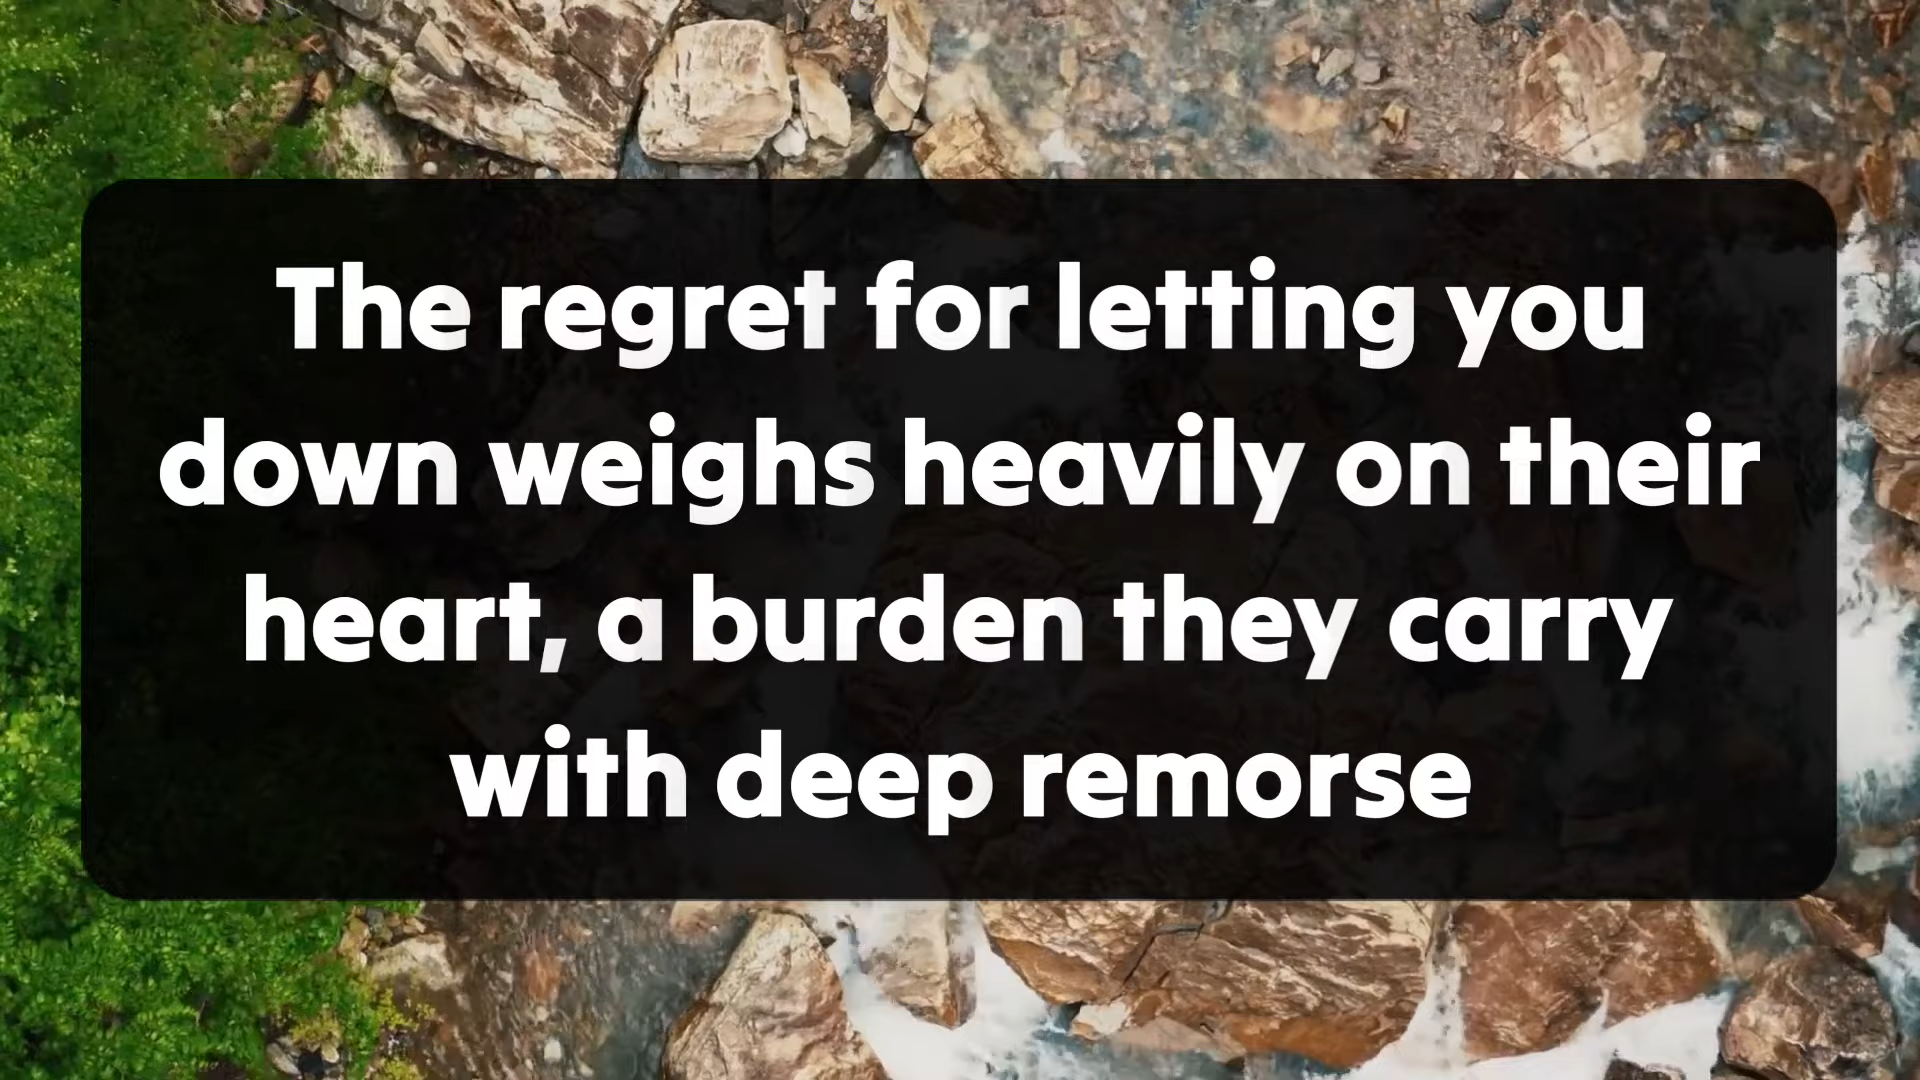 The regret for letting you
down weighs heavily on their
heart, a burden they carry
with deep remorse